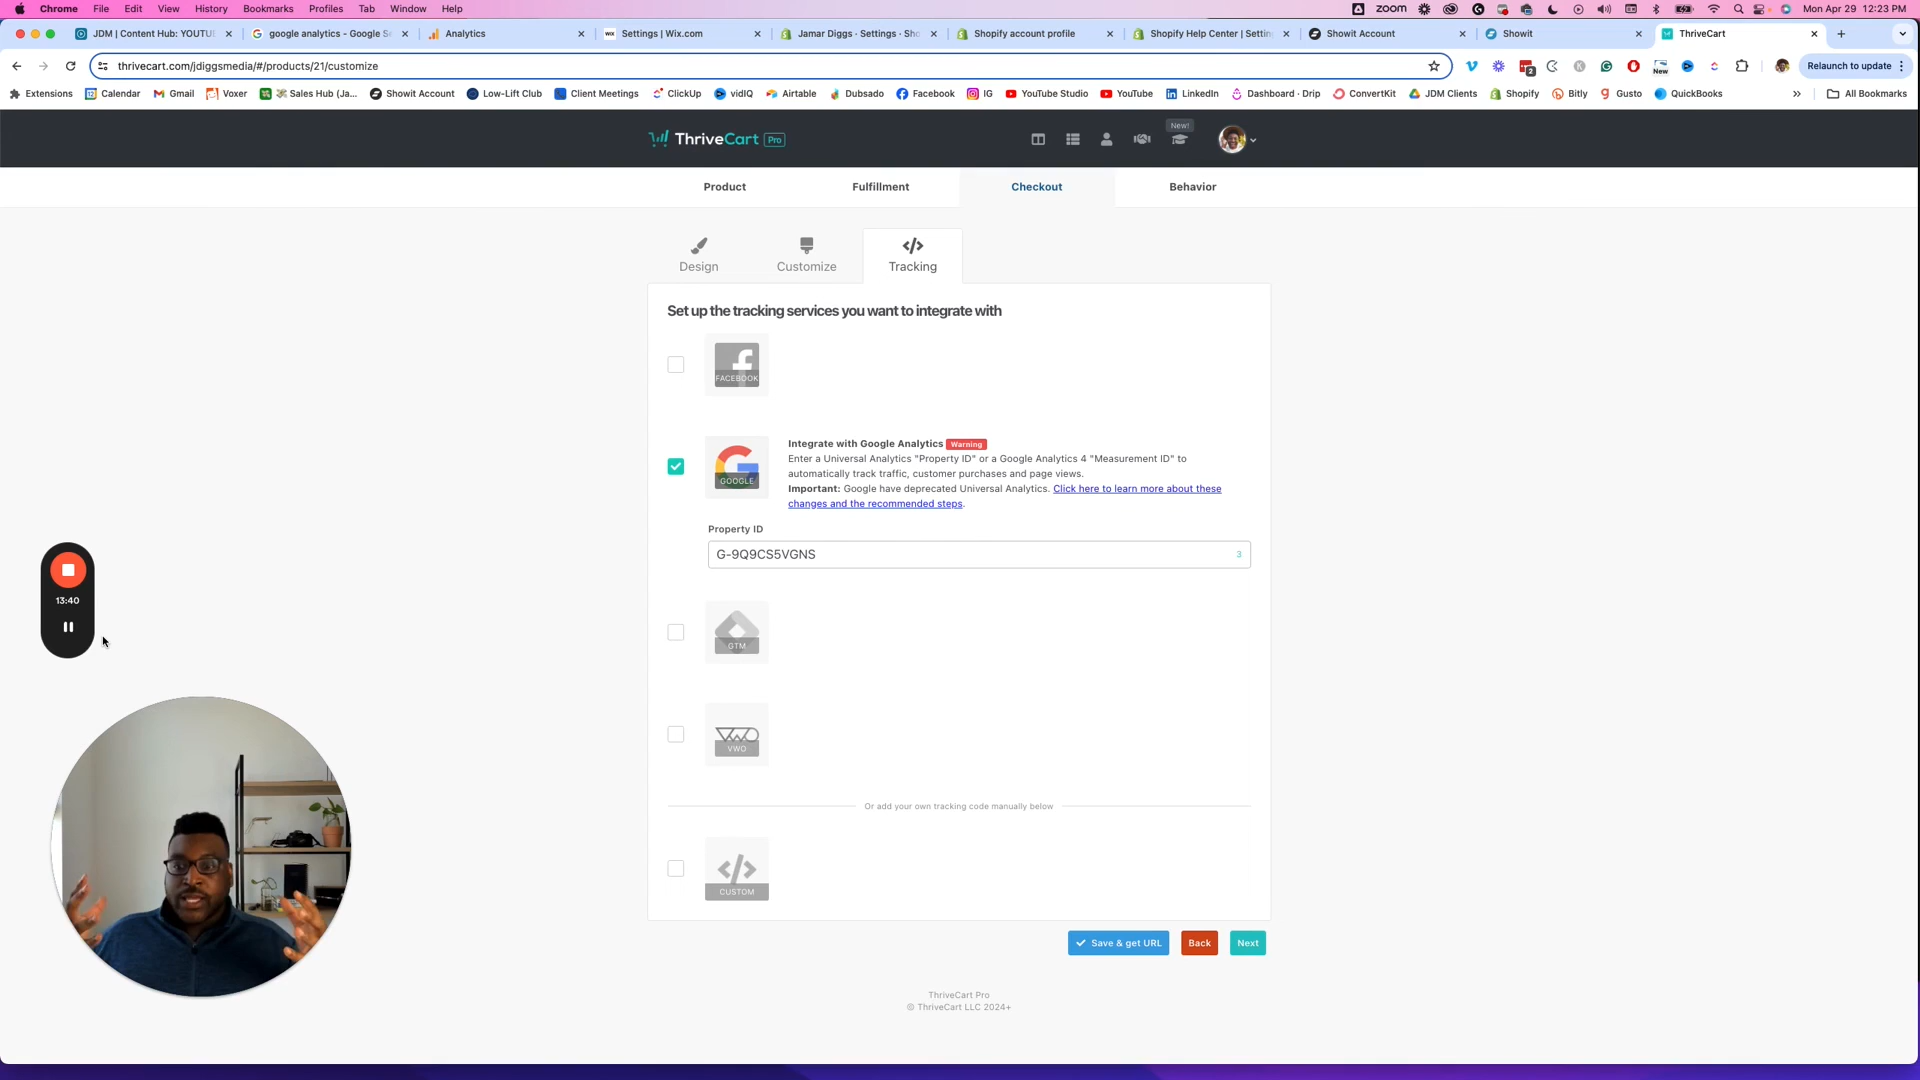 Chrome File Edit View History Bookmarks Profiles Tab Window Help zoom Mon Apr 29 12:23 PM
JDM | Content Hub: YOUTU google analytics - Google S Analytics Settings | Wix.com Jamar Diggs · Settings · Sho Shopify account profile Shopify Help Center | Settin Showit Account Showit ThriveCart
thrivecart.com/jdiggsmedia/#/products/21/customize 2 New Relaunch to update
Extensions Calendar Gmail Voxer Sales Hub (Ja... Showit Account Low-Lift Club Client Meetings ClickUp vidIQ Airtable Dubsado Facebook IG YouTube Studio YouTube LinkedIn Dashboard · Drip ConvertKit JDM Clients Shopify Bitly Gusto QuickBooks » All Bookmarks
New!
ThriveCart Pro
Product Fulfillment Checkout Behavior
Design Customize Tracking
Set up the tracking services you want to integrate with
FACEBOOK
Integrate with Google Analytics Warning
Enter a Universal Analytics "Property ID" or a Google Analytics 4 "Measurement ID" to
automatically track traffic, customer purchases and page views.
GOOGLE
Important: Google have deprecated Universal Analytics. Click here to learn more about these
changes and the recommended steps.
Property ID
G-9Q9CS5VGNS 3
13:40
GTM
VWO
Or add your own tracking code manually below
CUSTOM
Save & get URL Back Next
ThriveCart Pro
© ThriveCart LLC 2024+